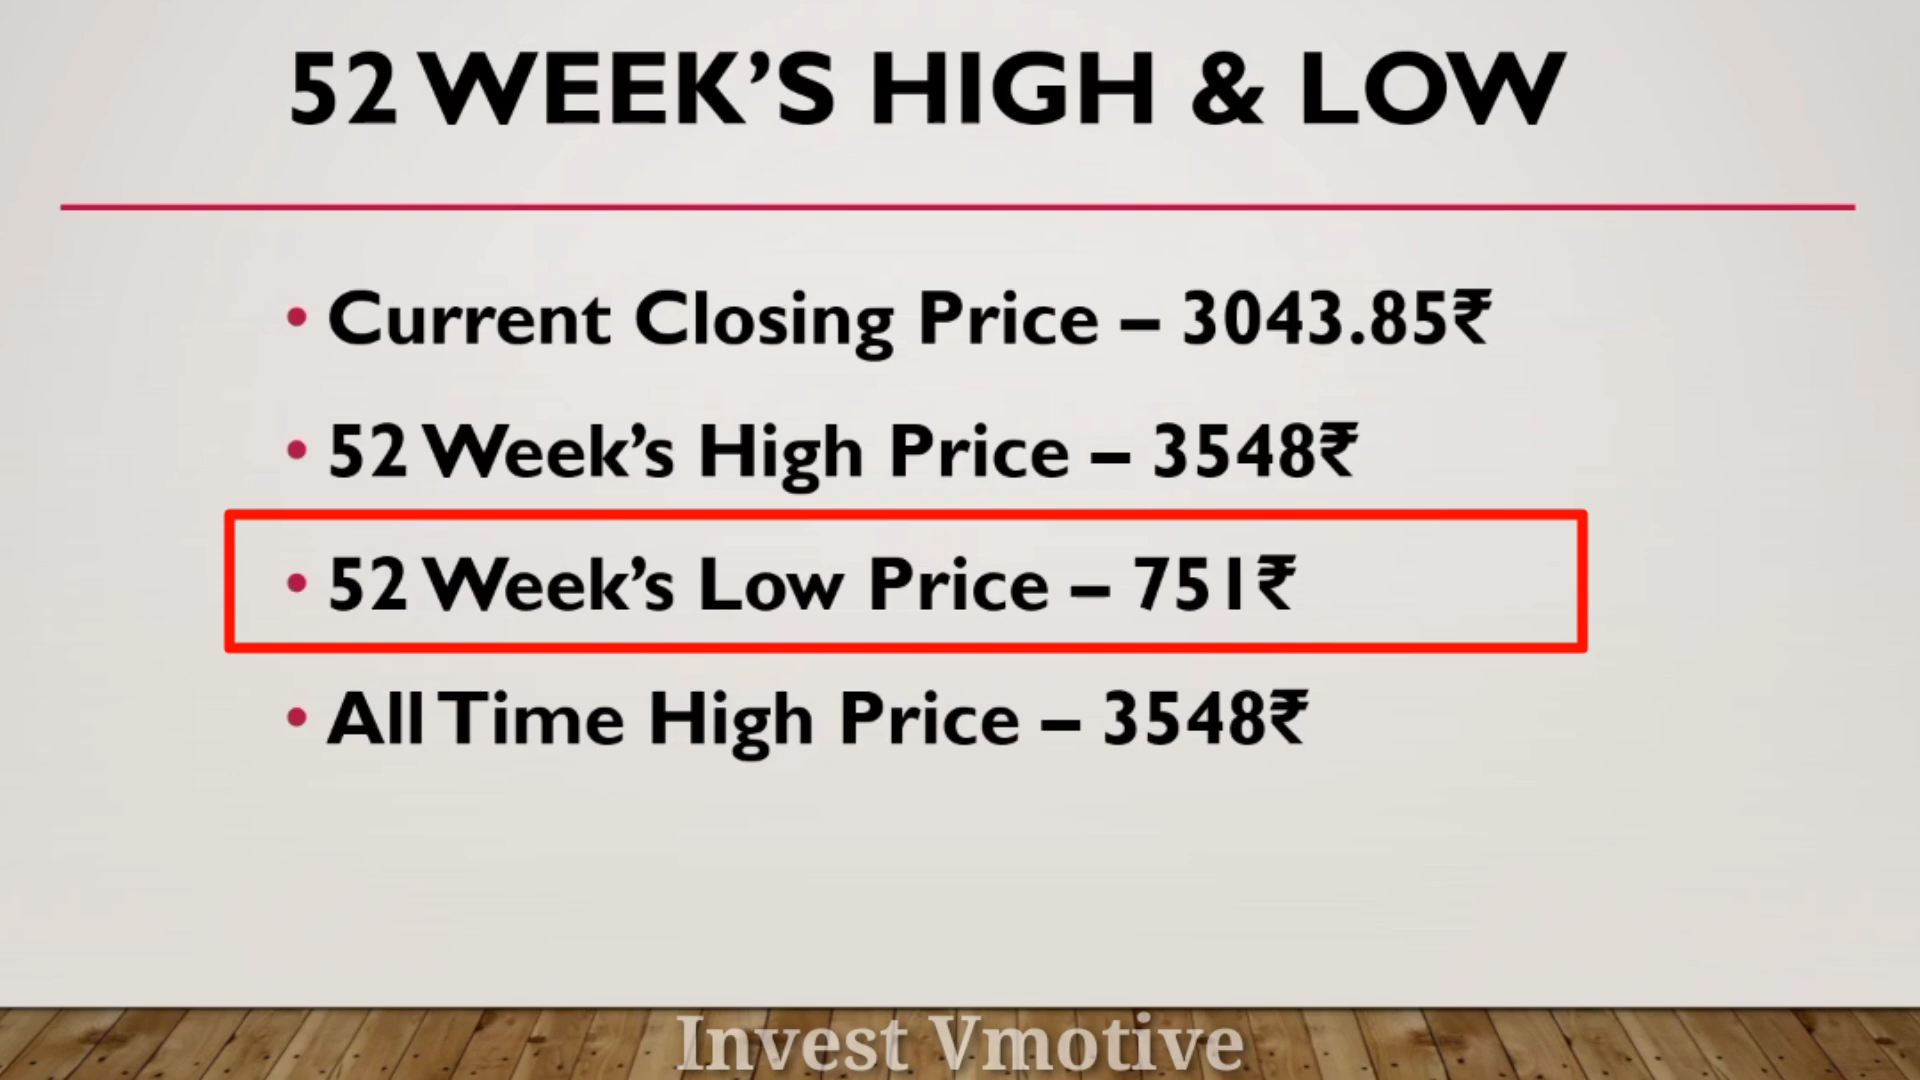 52 WEEK’S HIGH & LOW
• Current Closing Price – 3043.85₹
• 52 Week’s High Price – 3548₹
• 52 Week’s Low Price – 751₹
• All Time High Price – 3548₹
Invest Vmotive